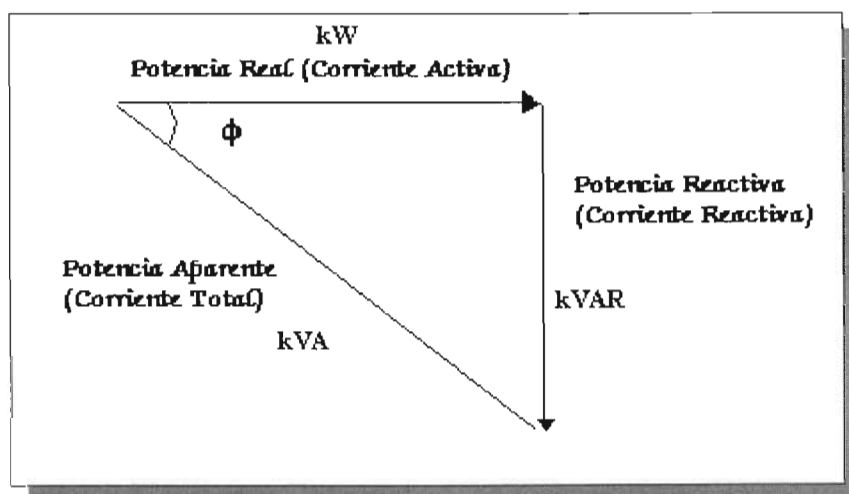 kW
Potencia Real (Corriente Activa)
ϕ
Potencia Reactiva
(Corriente Reactiva)
Potencia Aparente
(Corriente Total)
kVAR
kVA